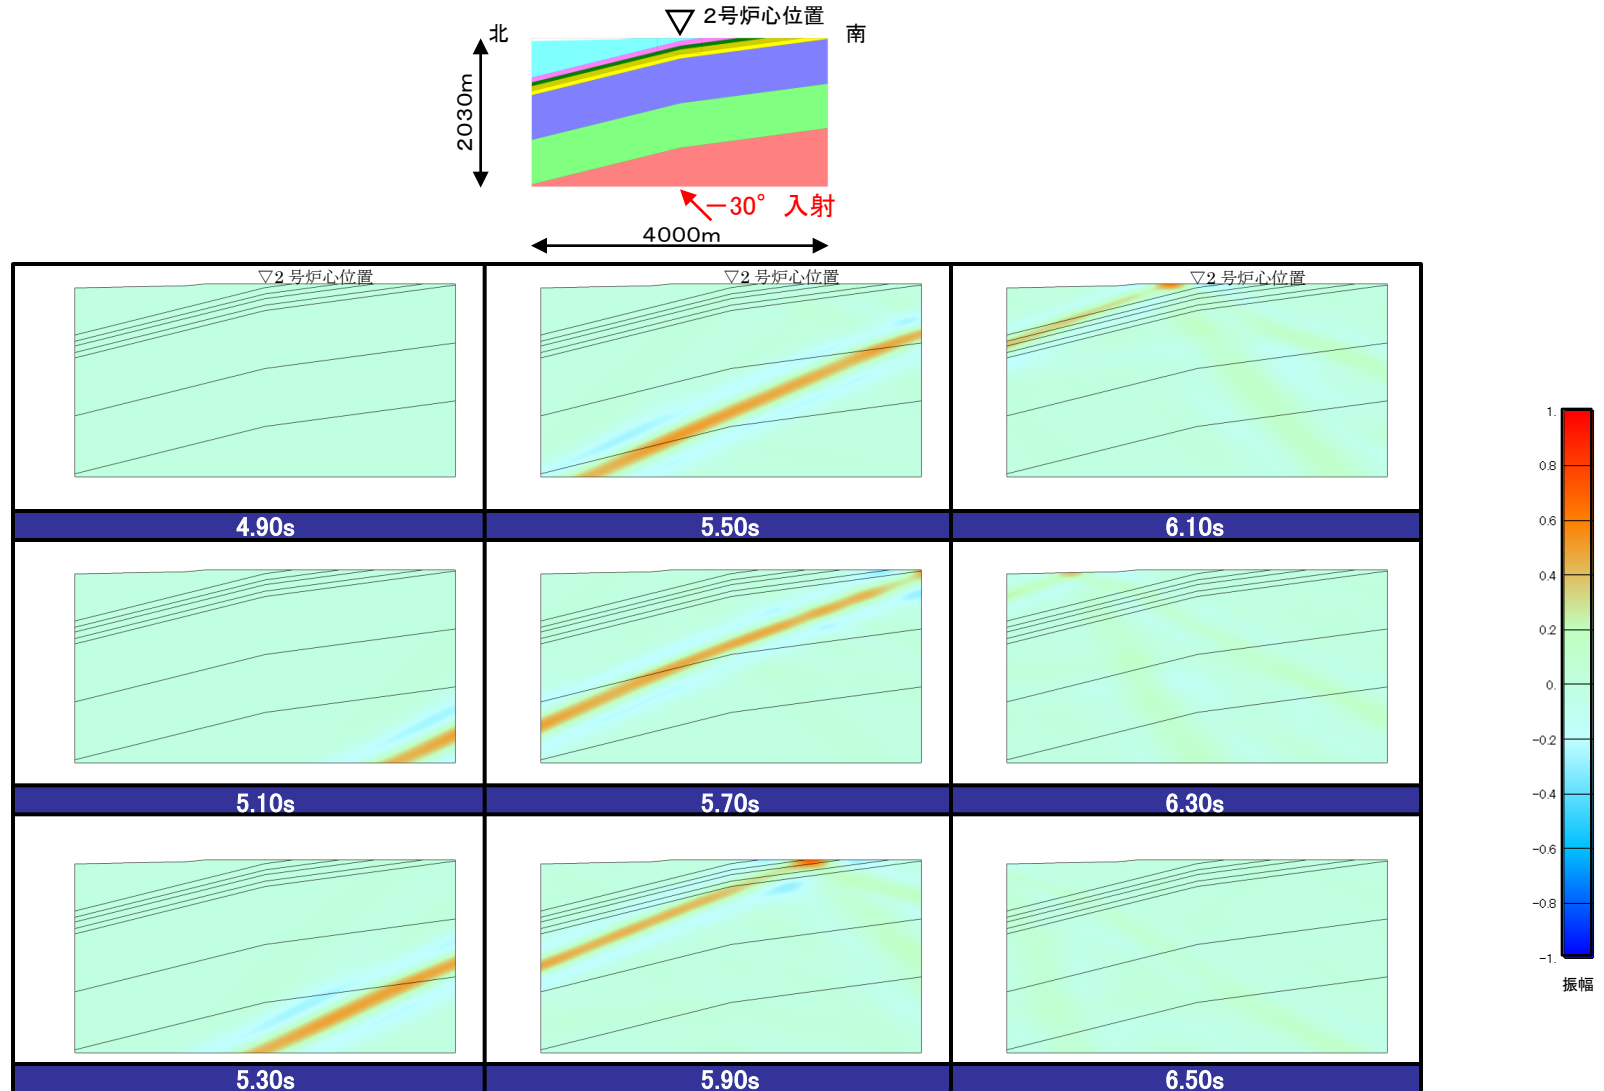 2号炉心位置
北
南
2030m
−30°入射
4000m
▽2 号炉心位置
▽2 号炉心位置
▽2 号炉心位置
4.90s
5.50s
6.10s
5.10s
5.70s
6.30s
5.30s
5.90s
6.50s
1.
0.8
0.6
0.4
0.2
0.
-0.2
-0.4
-0.6
-0.8
-1.
振幅